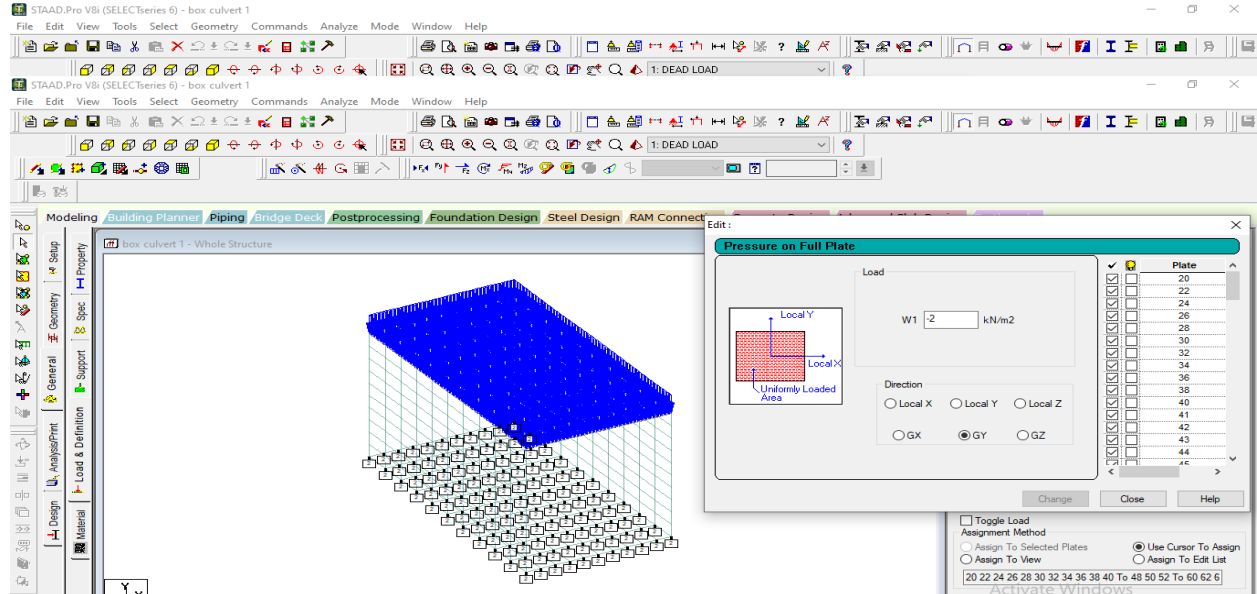 STAAD.Pro V8i (SELECTseries 6) - box culvert 1
File Edit View Tools Select Geometry Commands Analyze Mode Window Help
1: DEAD LOAD
STAAD.Pro V8i (SELECTseries 6) - box culvert 1
File Edit View Tools Select Geometry Commands Analyze Mode Window Help
1: DEAD LOAD
Modeling Building Planner Piping Bridge Deck Postprocessing Foundation Design Steel Design RAM Connecti
box culvert 1 - Whole Structure
Setup
Geometry
General
Analysis/Print
Design
Property
Spec
Support
Load & Definition
Material
Edit :
Pressure on Full Plate
Load
W1 -2 kN/m2
Local Y
Local X
Uniformly Loaded
Area
Direction
Local X Local Y Local Z
GX GY GZ
Plate
20
22
24
26
28
30
32
34
36
38
40
41
42
43
44
45
Change Close Help
Toggle Load
Assignment Method
Assign To Selected Plates Use Cursor To Assign
Assign To View Assign To Edit List
20 22 24 26 28 30 32 34 36 38 40 To 48 50 52 To 60 62 6
Activate Windows